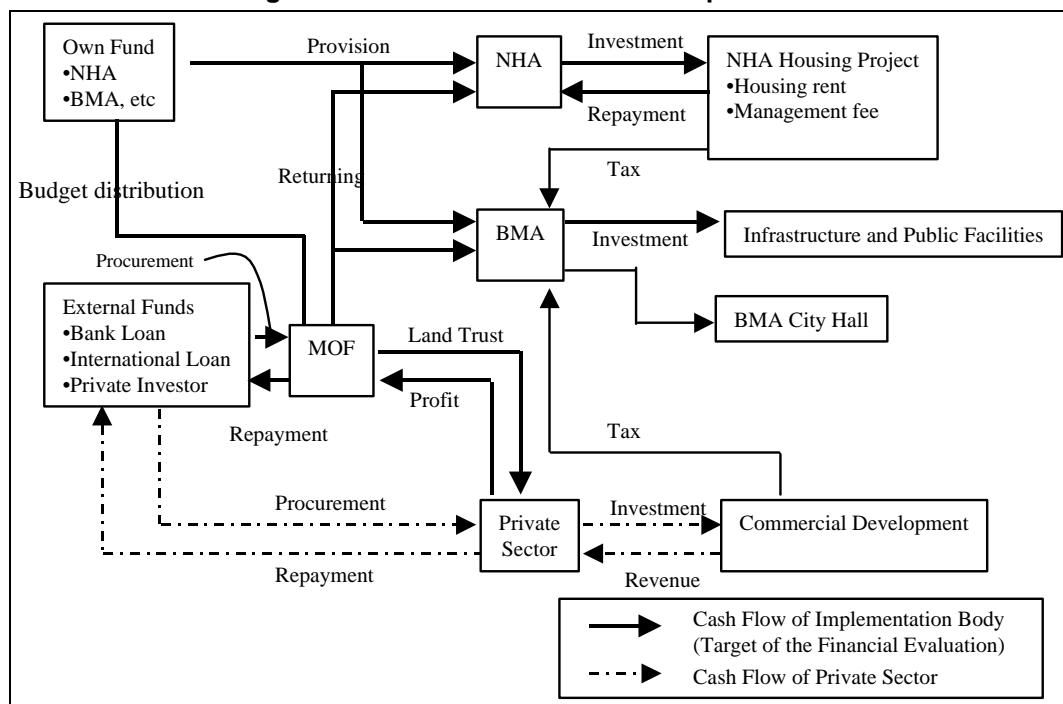 Own Fund
•NHA
•BMA, etc
Provision
NHA
Investment
Repayment
NHA Housing Project
•Housing rent
•Management fee
Tax
Budget distribution
Returning
BMA
Investment
Infrastructure and Public Facilities
BMA City Hall
Procurement
External Funds
•Bank Loan
•International Loan
•Private Investor
MOF
Land Trust
Profit
Repayment
Tax
Procurement
Private
Sector
Investment
Commercial Development
Repayment
Revenue
Cash Flow of Implementation Body
(Target of the Financial Evaluation)
Cash Flow of Private Sector